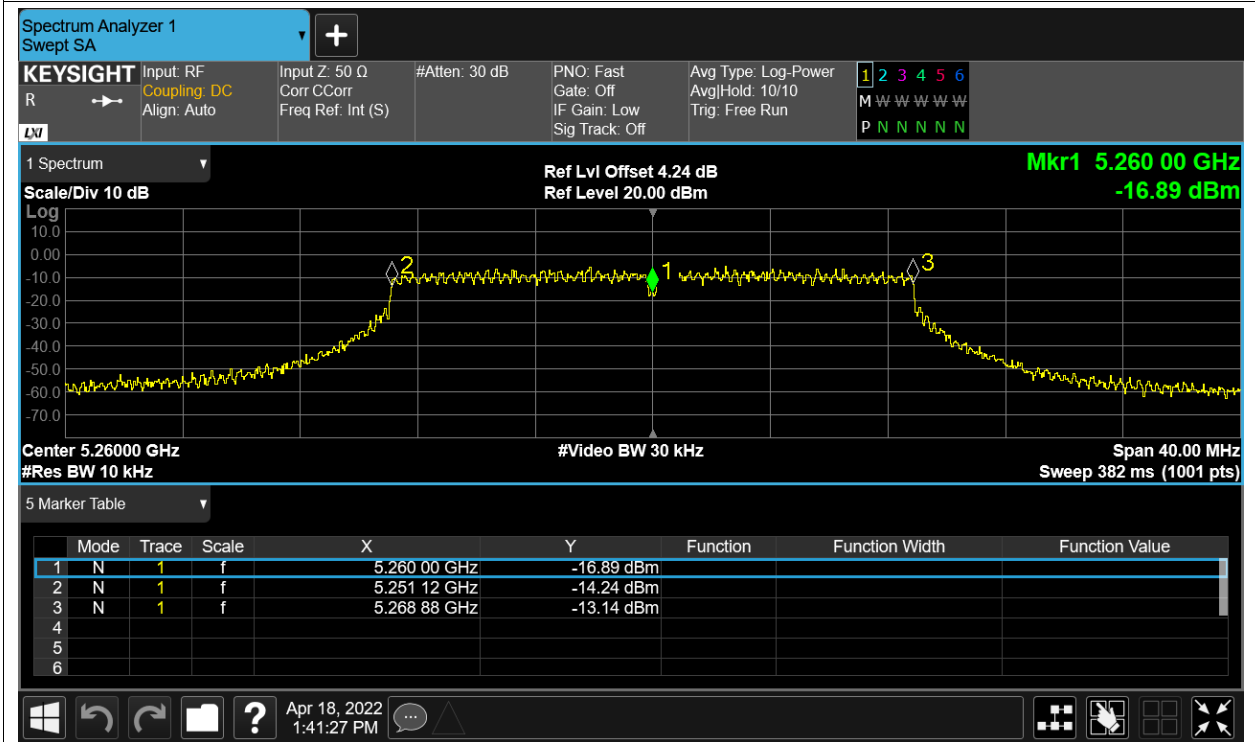 Spectrum Analyzer 1
Swept SA
+
KEYSIGHT
R
LXI
Input: RF
Coupling: DC
Align: Auto
Input Z: 50 Ω
Corr CCorr
Freq Ref: Int (S)
#Atten: 30 dB
PNO: Fast
Gate: Off
IF Gain: Low
Sig Track: Off
Avg Type: Log-Power
Avg|Hold: 10/10
Trig: Free Run
1 2 3 4 5 6
M W W W W W
P N N N N N
1 Spectrum
Scale/Div 10 dB
Ref Lvl Offset 4.24 dB
Ref Level 20.00 dBm
Mkr1 5.260 00 GHz
-16.89 dBm
Log
10.0
0.00
-10.0
-20.0
-30.0
-40.0
-50.0
-60.0
-70.0
2
1
3
Center 5.26000 GHz
#Video BW 30 kHz
Span 40.00 MHz
#Res BW 10 kHz
Sweep 382 ms (1001 pts)
5 Marker Table
Mode Trace Scale X Y Function Function Width Function Value
1 N 1 f 5.260 00 GHz -16.89 dBm
2 N 1 f 5.251 12 GHz -14.24 dBm
3 N 1 f 5.268 88 GHz -13.14 dBm
4
5
6
?
Apr 18, 2022
1:41:27 PM